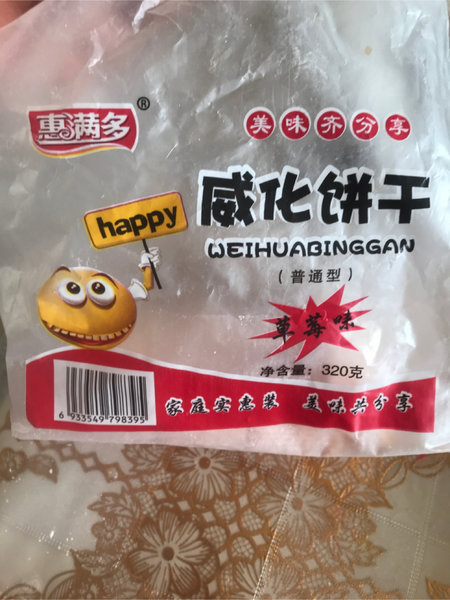 惠满多®
美味齐分享
happy
威化饼干
WEIHUABINGGAN
(普通型)
草莓味
净含量: 320克
6 933549 798395
家庭实惠装 美味共分享